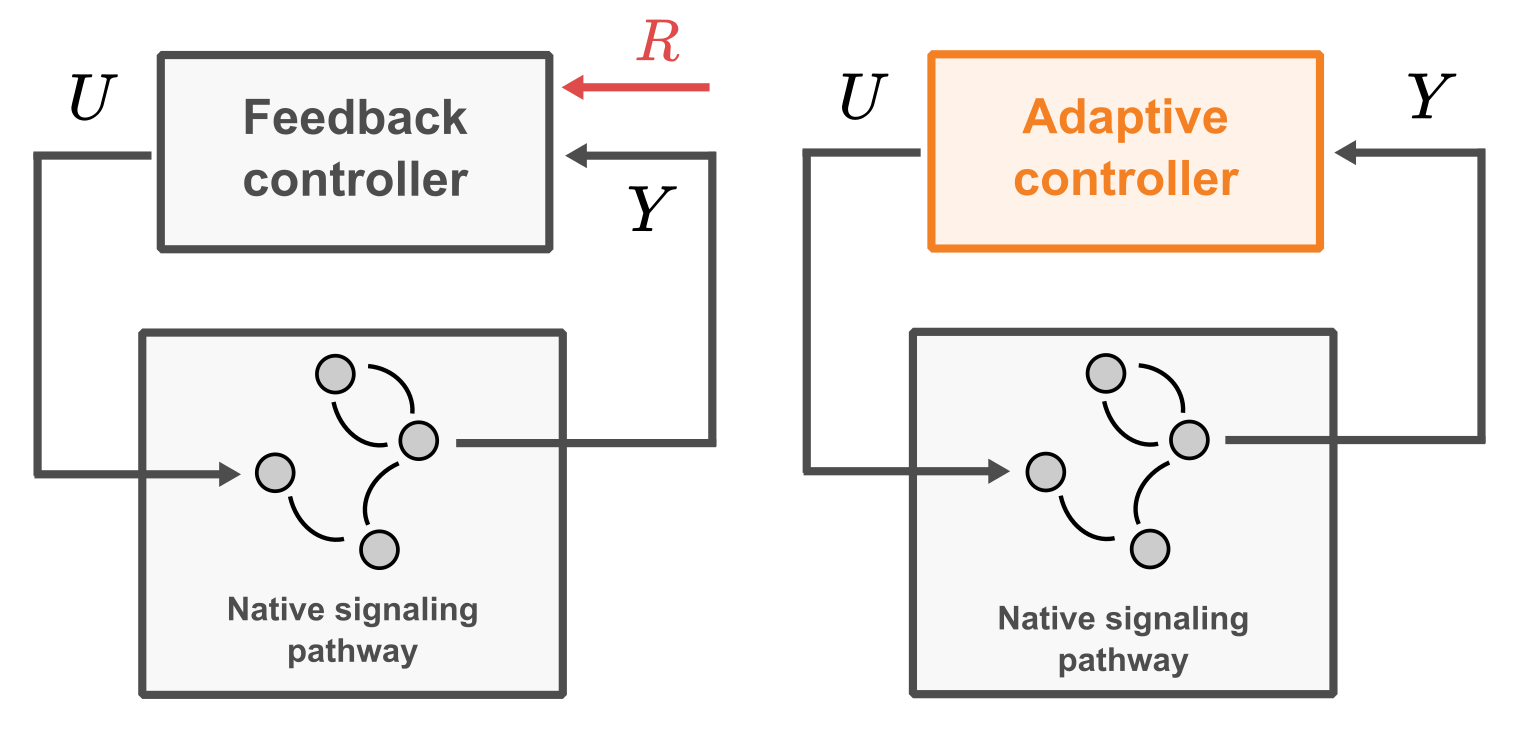 R
U
Feedback
controller
Y
Native signaling
pathway
U
Adaptive
controller
Y
Native signaling
pathway